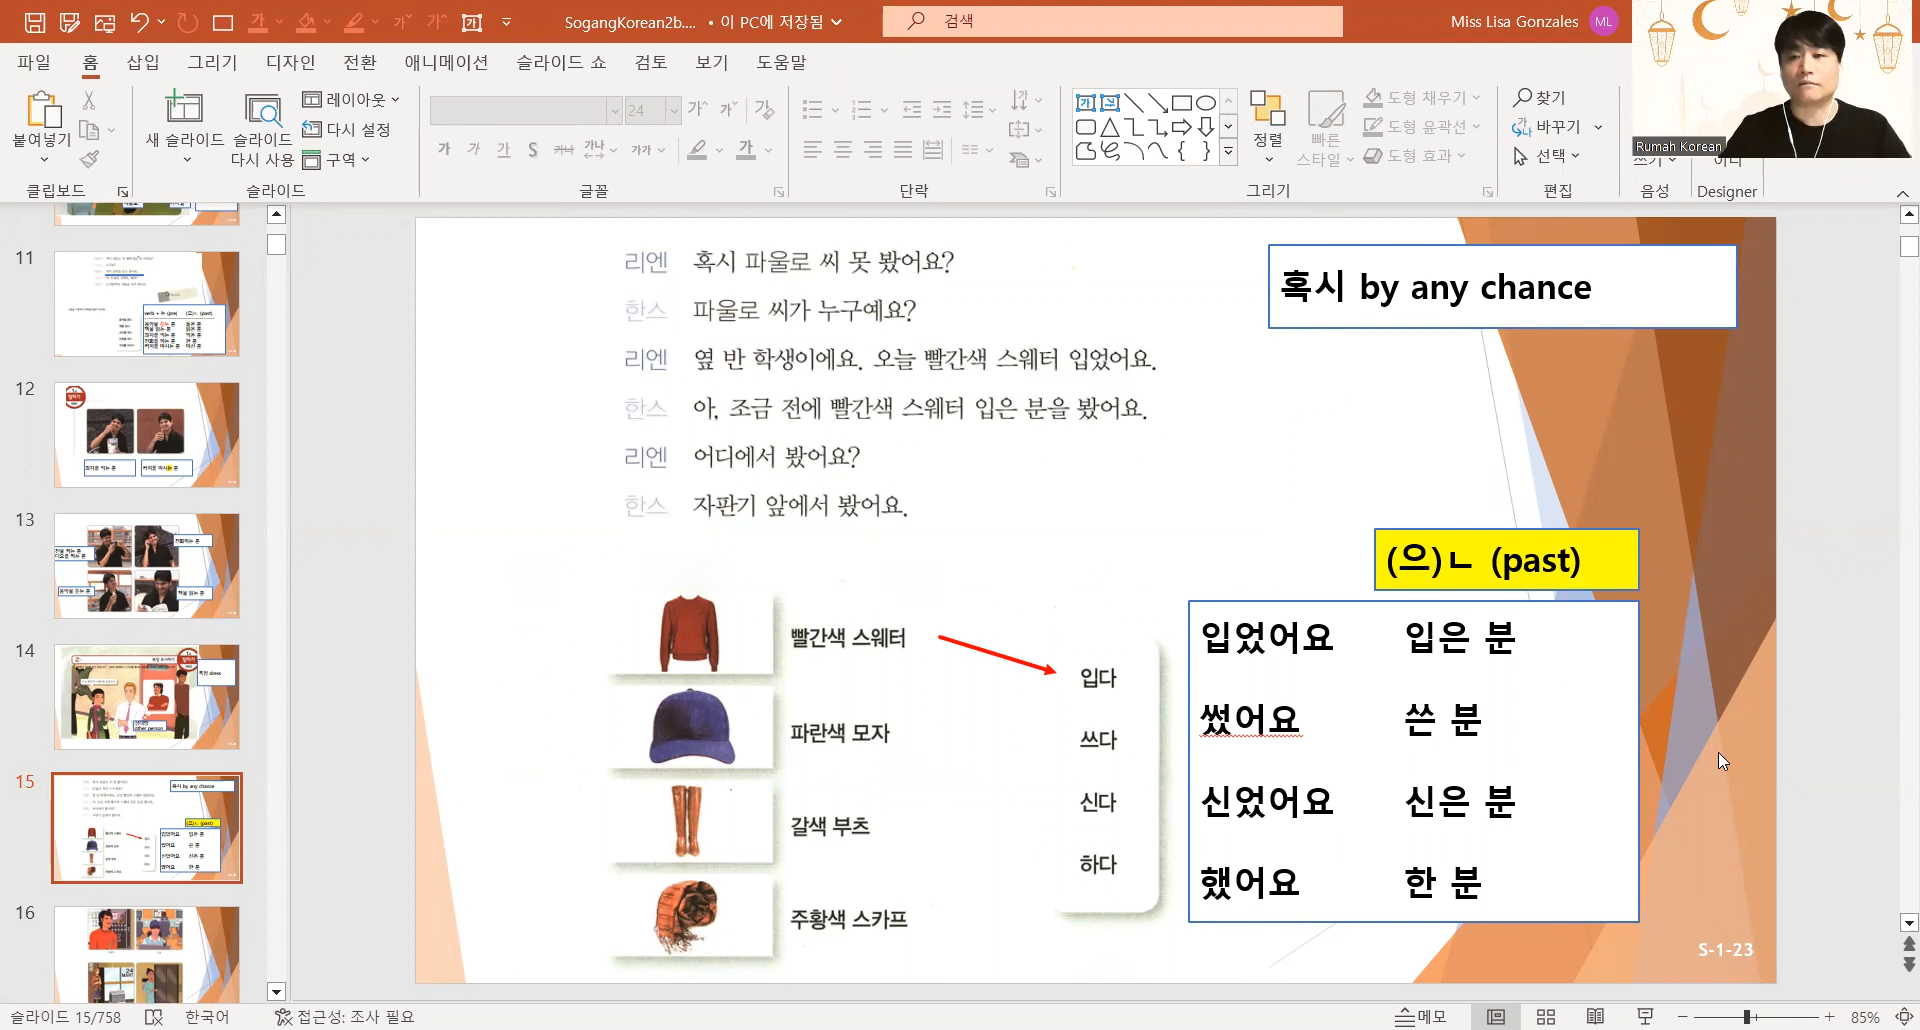 SogangKorean2b.... • 이 PC에 저장됨
검색
Miss Lisa Gonzales ML
파일 홈 삽입 그리기 디자인 전환 애니메이션 슬라이드 쇼 검토 보기 도움말
붙여넣기
새 슬라이드
슬라이드 다시 사용
레이아웃
다시 설정
구역
24
정렬
빠른 스타일
도형 채우기
도형 윤곽선
도형 효과
찾기
바꾸기
선택
Rumah Korean
클립보드 슬라이드 글꼴 단락 그리기 편집 음성 Designer
11
12
13
14
15
16
리엔 혹시 파울로 씨 못 봤어요?
한스 파울로 씨가 누구예요?
리엔 옆 반 학생이에요. 오늘 빨간색 스웨터 입었어요.
한스 아, 조금 전에 빨간색 스웨터 입은 분을 봤어요.
리엔 어디에서 봤어요?
한스 자판기 앞에서 봤어요.
혹시 by any chance
(으)ㄴ (past)
빨간색 스웨터
파란색 모자
갈색 부츠
주황색 스카프
입다
쓰다
신다
하다
입었어요 입은 분
썼어요 쓴 분
신었어요 신은 분
했어요 한 분
S-1-23
슬라이드 15/758 한국어 접근성: 조사 필요 메모 85%